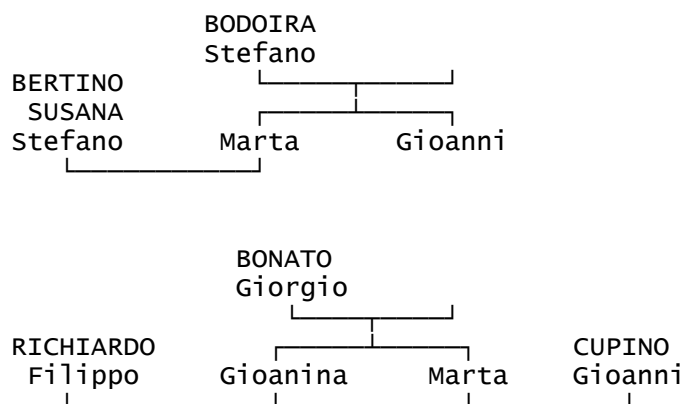 BODOIRA
Stefano
BERTINO
SUSANA
Stefano Marta Gioanni
BONATO
Giorgio
RICHIARDO CUPINO
Filippo Gioanina Marta Gioanni